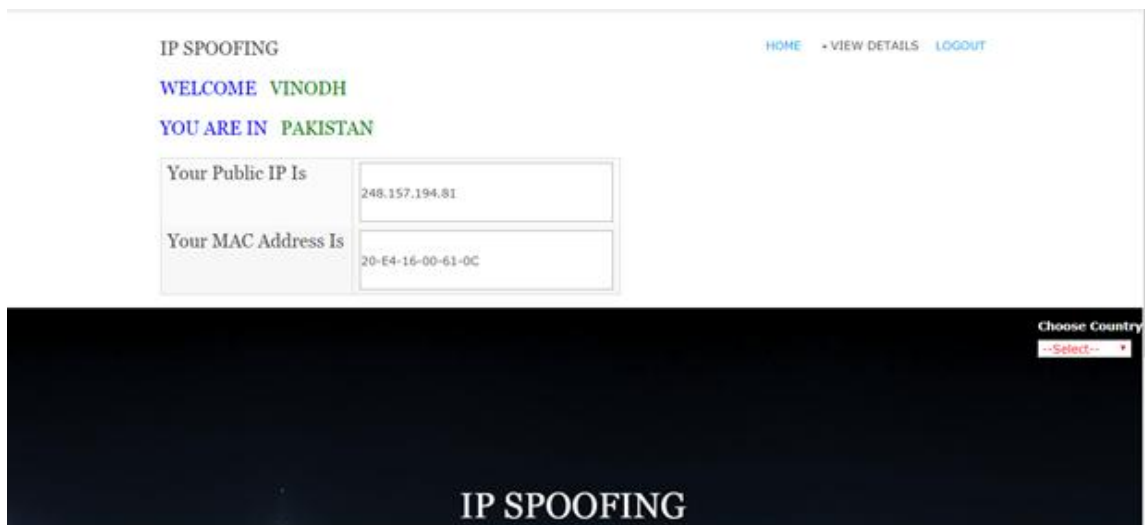 IP SPOOFING
HOME VIEW DETAILS LOGOUT
WELCOME VINODH
YOU ARE IN PAKISTAN
Your Public IP Is
248.157.194.81
Your MAC Address Is
20-E4-16-00-61-0C
Choose Country
--Select--
IP SPOOFING